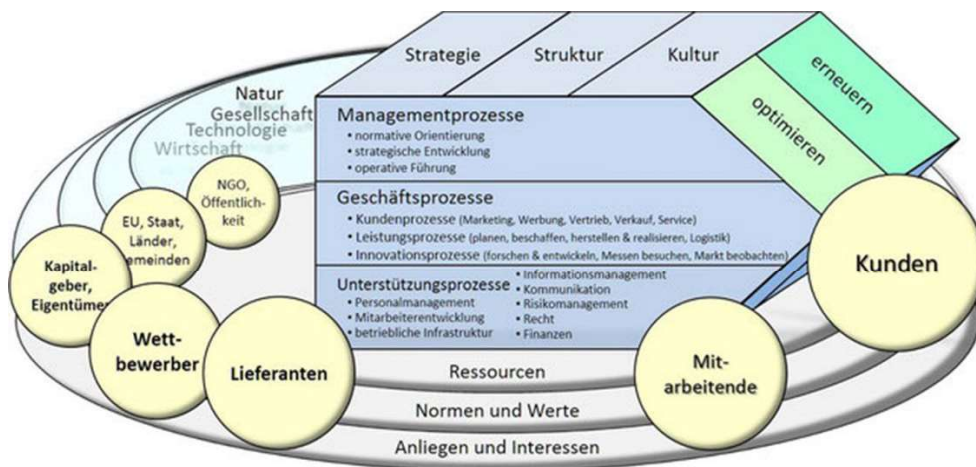 Strategie
Struktur
Kultur
erneuern
optimieren
Natur
Gesellschaft
Technologie
Wirtschaft
Managementprozesse
• normative Orientierung
• strategische Entwicklung
• operative Führung
Geschäftsprozesse
• Kundenprozesse (Marketing, Werbung, Vertrieb, Verkauf, Service)
• Leistungsprozesse (planen, beschaffen, herstellen & realisieren, Logistik)
• Innovationsprozesse (forschen & entwickeln, Messen besuchen, Markt beobachten)
Unterstützungsprozesse
• Personalmanagement
• Mitarbeiterentwicklung
• betriebliche Infrastruktur
• Informationsmanagement
• Kommunikation
• Risikomanagement
• Recht
• Finanzen
NGO,
Öffentlich-
keit
EU, Staat,
Länder,
emeinden
Kapital-
geber,
Eigentümer
Wett-
bewerber
Lieferanten
Mit-
arbeitende
Kunden
Ressourcen
Normen und Werte
Anliegen und Interessen